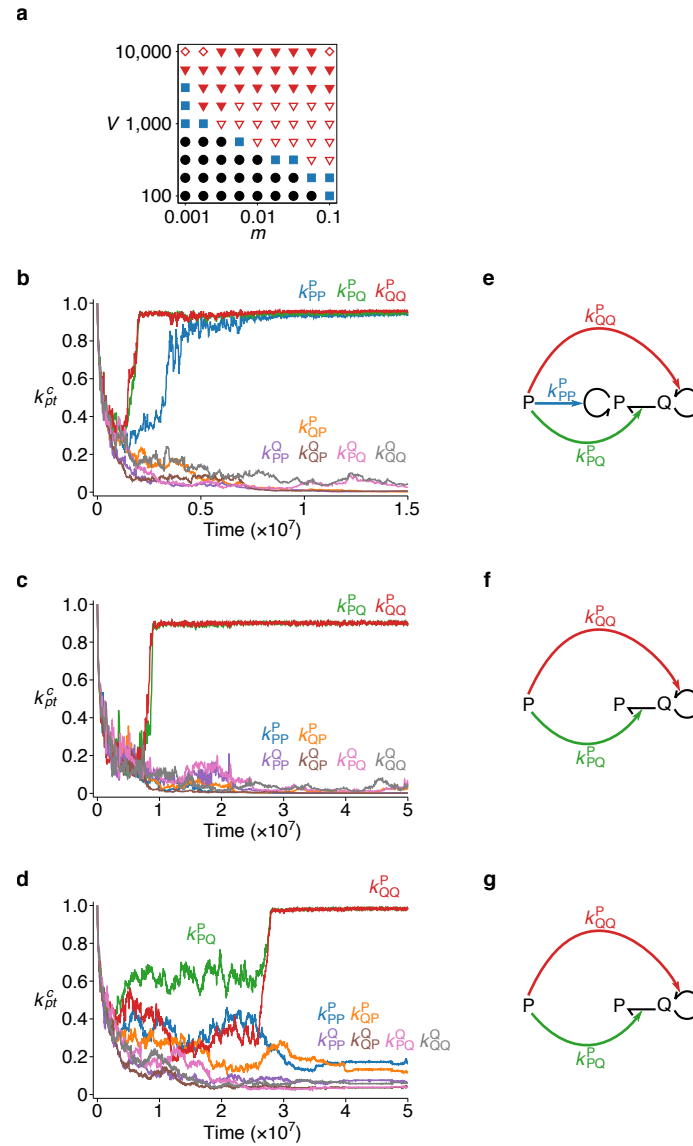 a
10,000
V 1,000
100
0.001 0.01 0.1
m
b
k^P_PP k^P_PQ k^P_QQ
1.0
0.8
0.6
k^c_pt
0.4
0.2
0
k^P_QP
k^Q_PP k^Q_QP k^Q_PQ k^Q_QQ
0 0.5 1 1.5
Time (×10^7)
e
k^P_QQ
P k^P_PP P Q
k^P_PQ
c
k^P_PQ k^P_QQ
1.0
0.8
0.6
k^c_pt
0.4
0.2
0
k^P_PP k^P_QP
k^Q_PP k^Q_QP k^Q_PQ k^Q_QQ
0 1 2 3 4 5
Time (×10^7)
f
k^P_QQ
P P Q
k^P_PQ
d
k^P_QQ
1.0
0.8
0.6
k^c_pt
0.4
0.2
0
k^P_PQ
k^P_PP k^P_QP
k^Q_PP k^Q_QP k^Q_PQ k^Q_QQ
0 1 2 3 4 5
Time (×10^7)
g
k^P_QQ
P P Q
k^P_PQ